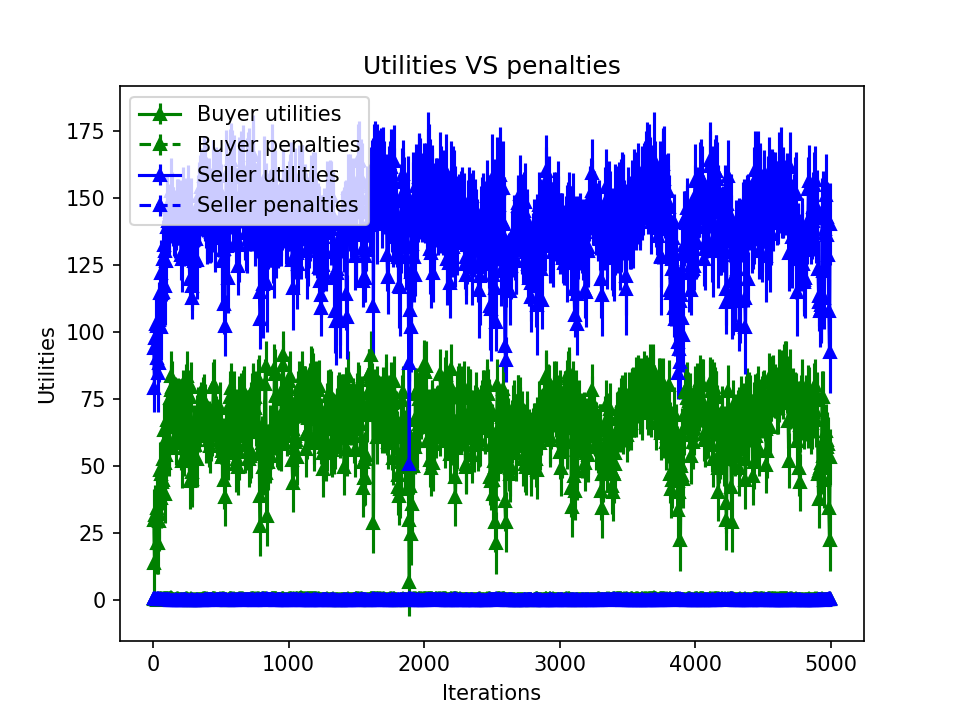 Utilities VS penalties
Buyer utilities
Buyer penalties
Seller utilities
Seller penalties
175
150
125
100
75
50
25
0
Utilities
0 1000 2000 3000 4000 5000
Iterations